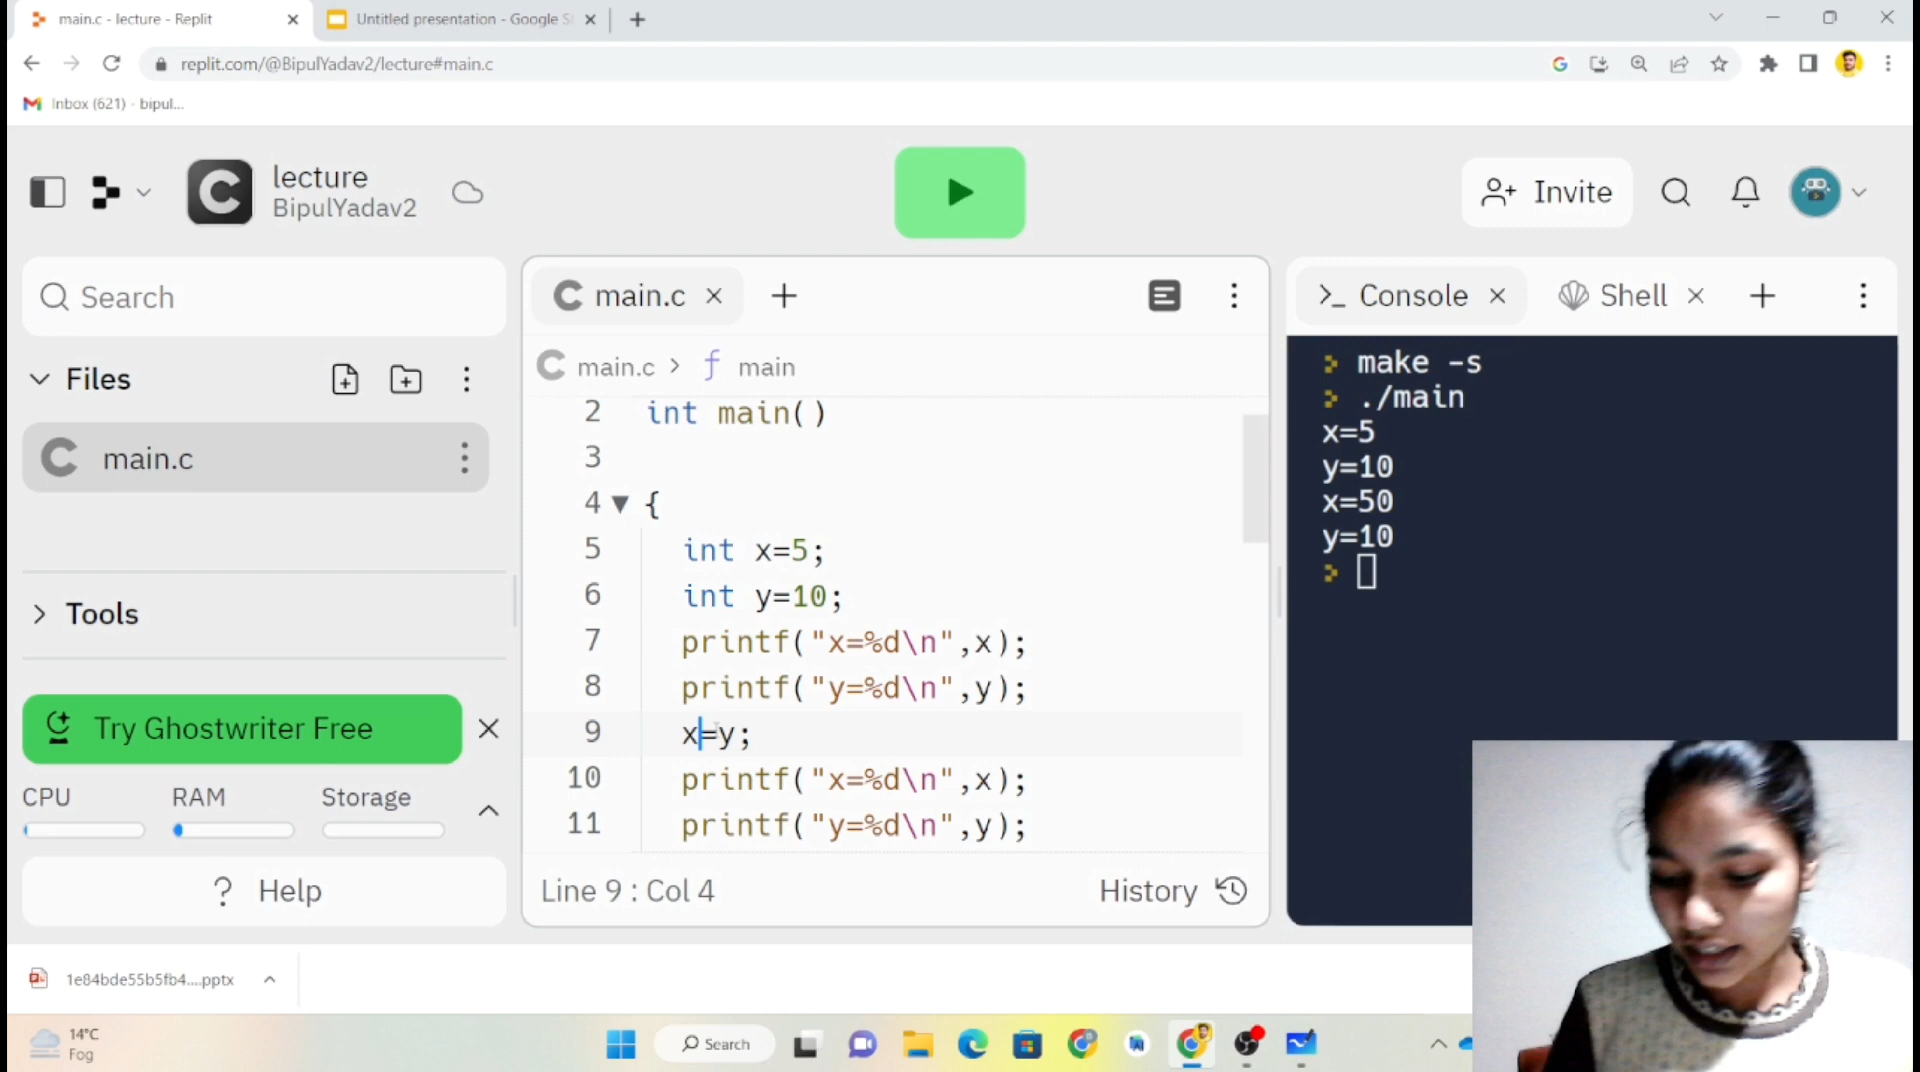 main.c - lecture - Replit
Untitled presentation - Google S
replit.com/@BipulYadav2/lecture#main.c
Inbox (621) - bipul...
lecture
BipulYadav2
Invite
Search
Files
main.c
Tools
Try Ghostwriter Free
CPU
RAM
Storage
Help
main.c
main.c > main
2 int main()
3
4 {
5 int x=5;
6 int y=10;
7 printf("x=%d\n",x);
8 printf("y=%d\n",y);
9 x=y;
10 printf("x=%d\n",x);
11 printf("y=%d\n",y);
Line 9 : Col 4
History
Console
Shell
make -s
./main
x=5
y=10
x=50
y=10
1e84bde55b5fb4....pptx
14°C
Fog
Search